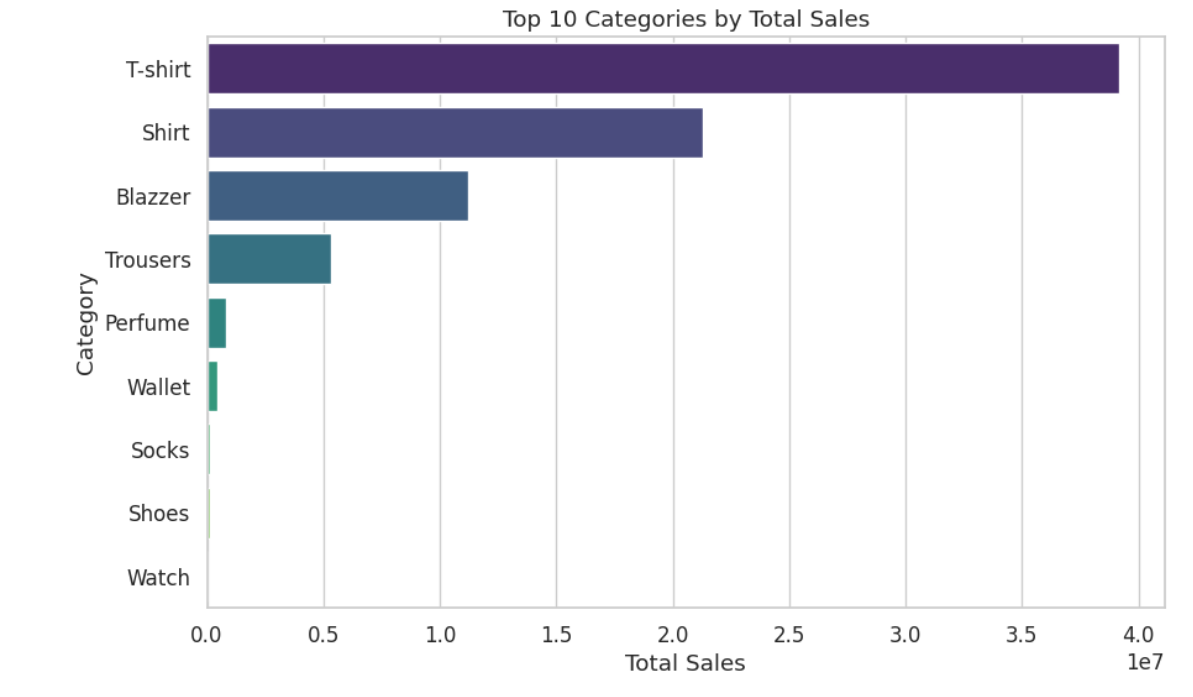 Top 10 Categories by Total Sales
T-shirt
Shirt
Blazzer
Trousers
Perfume
Wallet
Socks
Shoes
Watch
Category
0.0 0.5 1.0 1.5 2.0 2.5 3.0 3.5 4.0
1e7
Total Sales